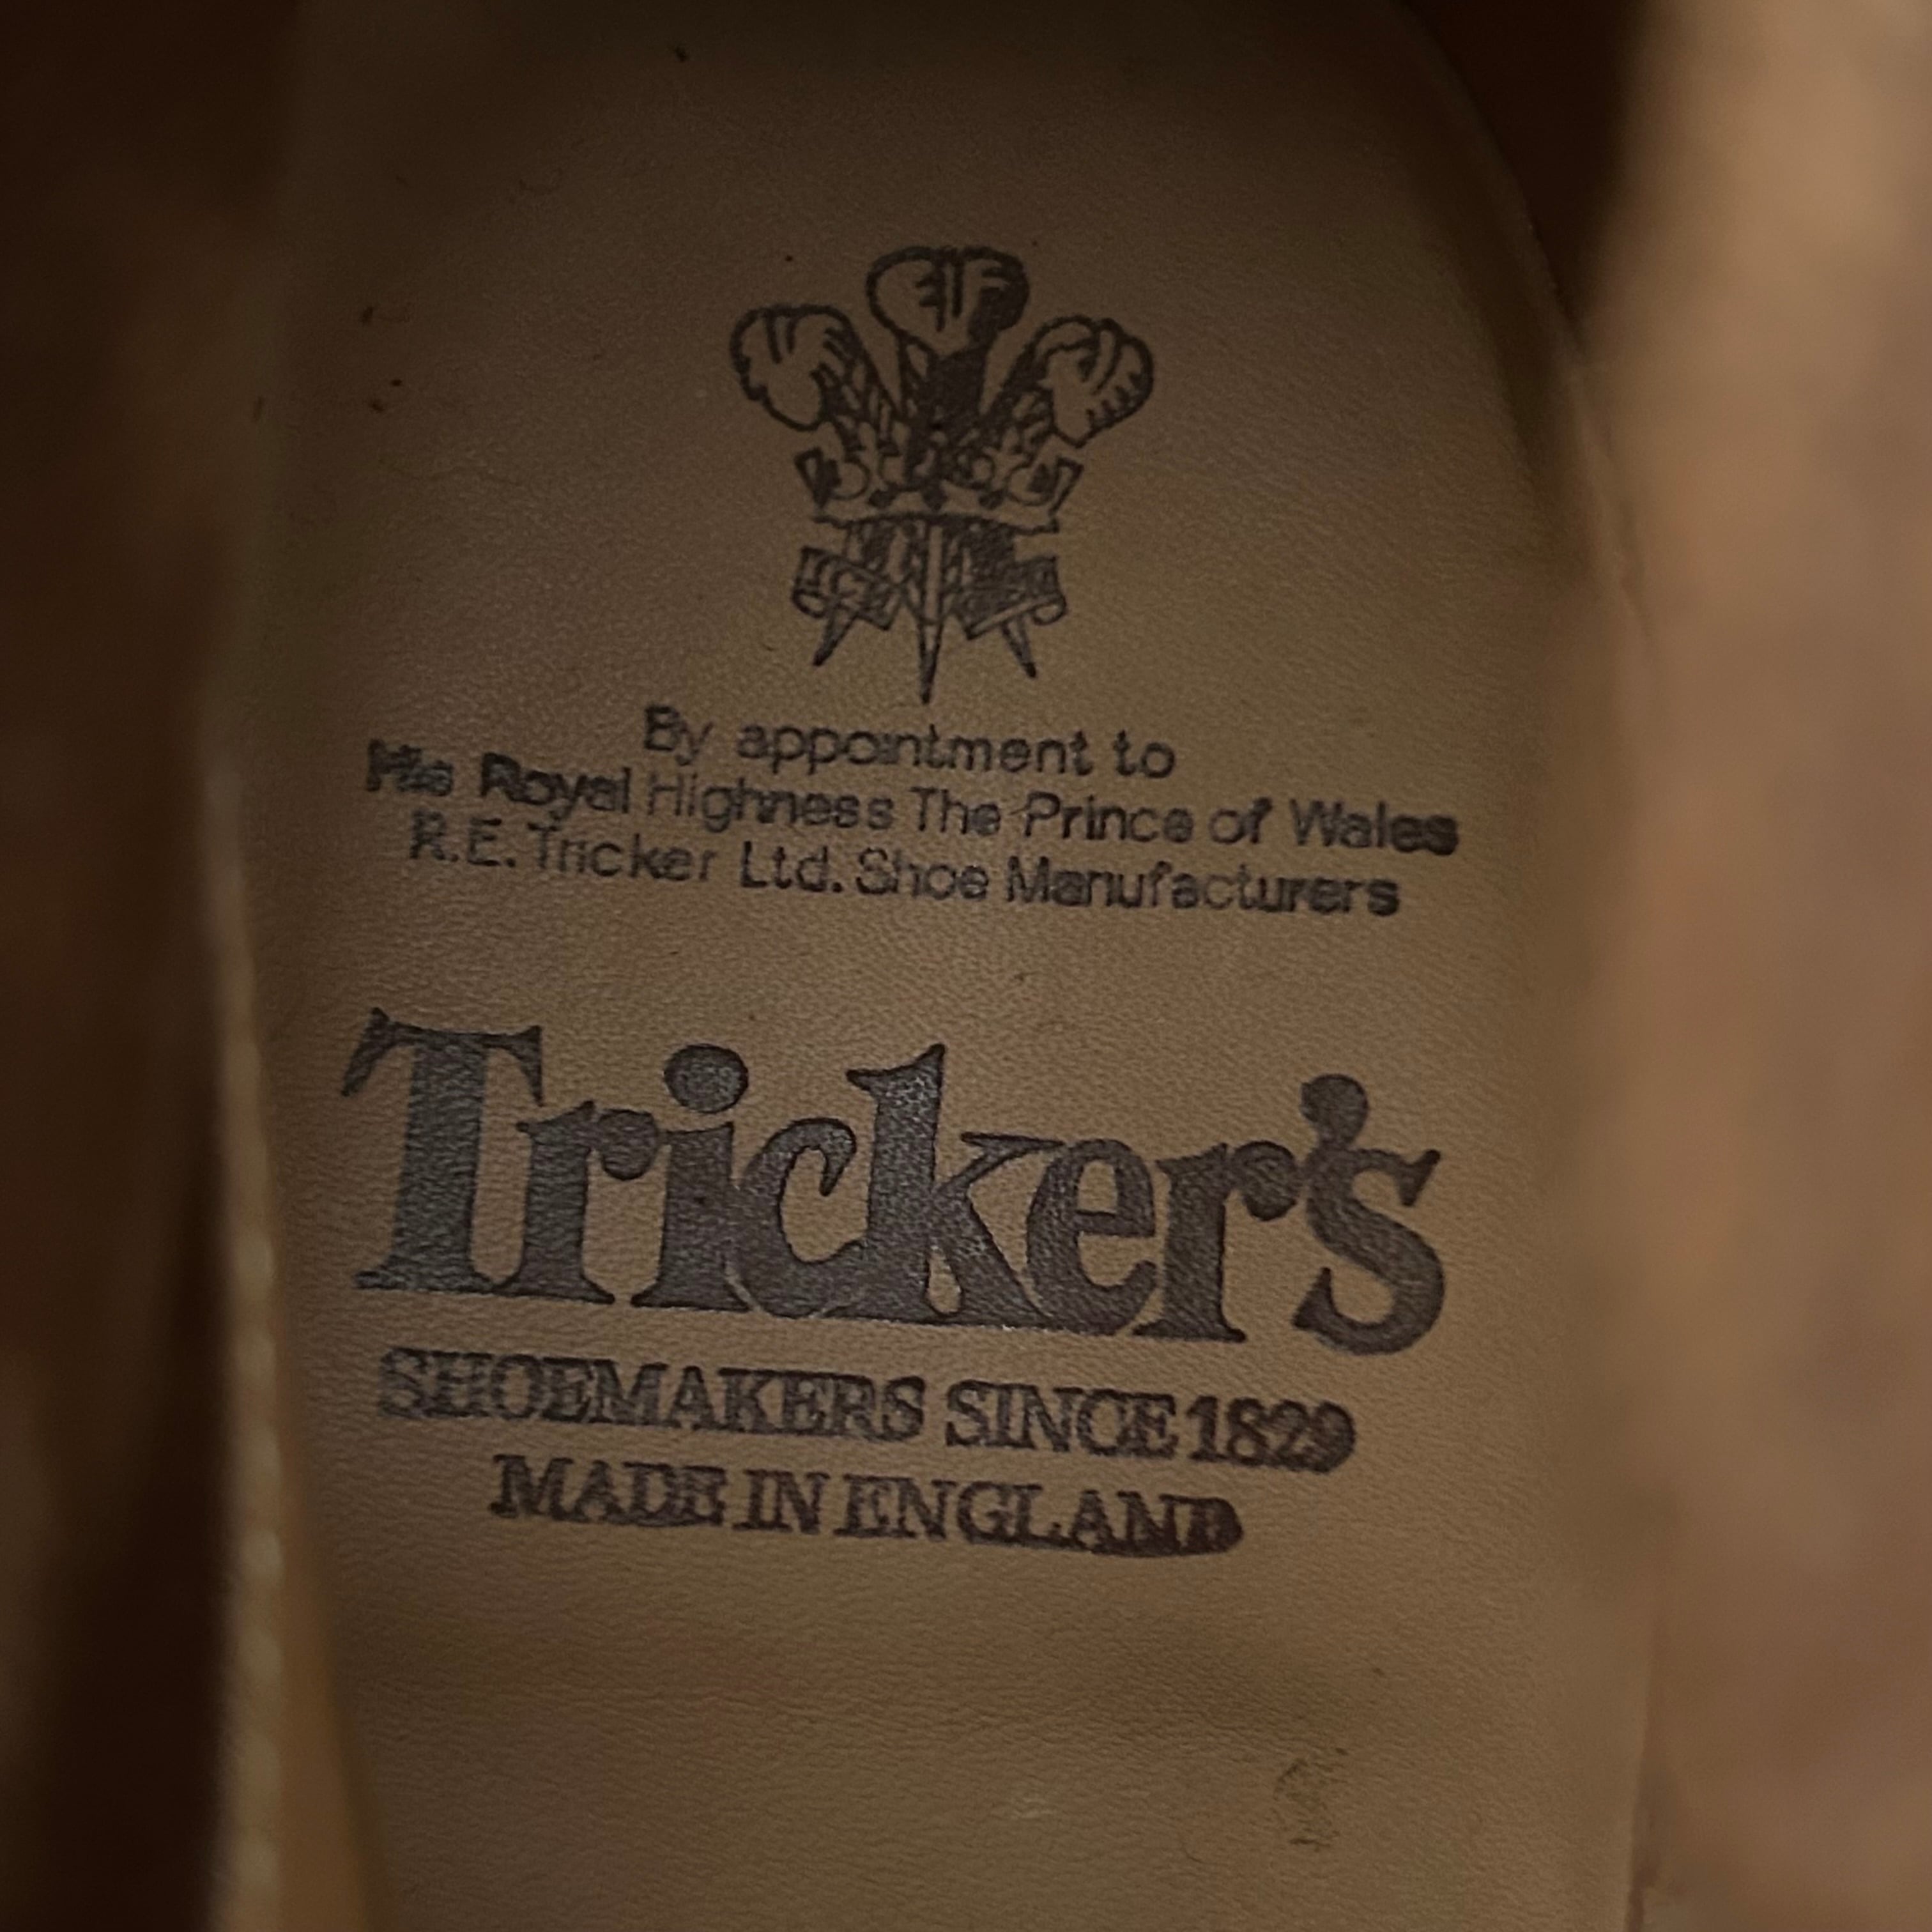 By appointment to
His Royal Highness The Prince of Wales
R.E. Tricker Ltd. Shoe Manufacturers
Tricker's
SHOEMAKERS SINCE 1829
MADE IN ENGLAND